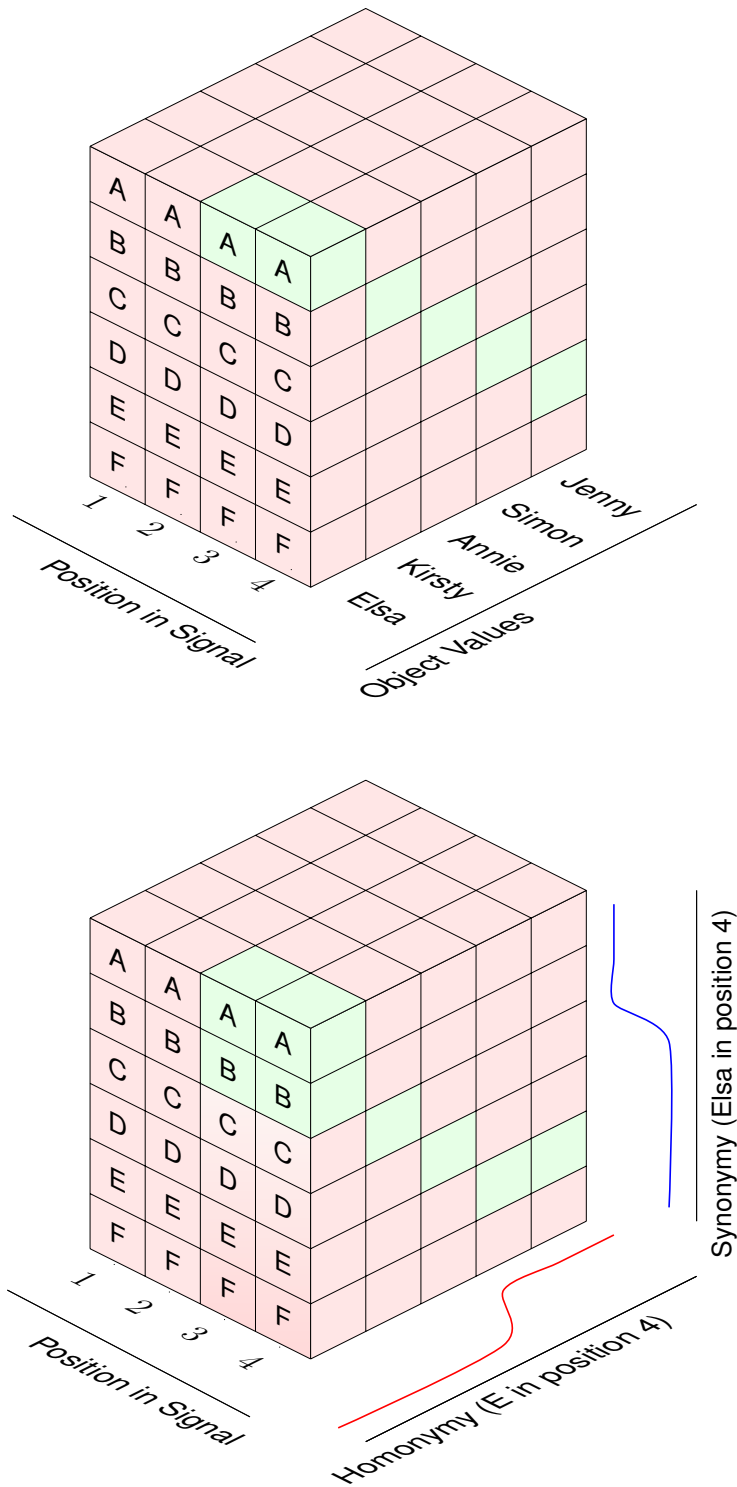 A A A A
B B B B
C C C C
D D D D
E E E E
F F F F
1 2 3 4
Position in Signal
Elsa
Kirsty
Annie
Simon
Jenny
Object Values
A A A A
B B B B
C C C C
D D D D
E E E E
F F F F
1 2 3 4
Position in Signal
Homonymy (E in position 4)
Synonymy (Elsa in position 4)